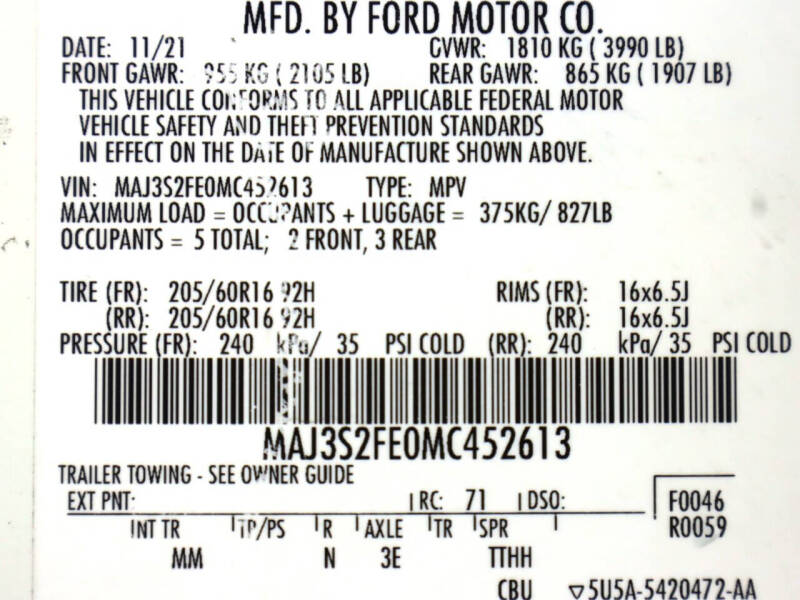 MFD. BY FORD MOTOR CO.
DATE: 11/21 GVWR: 1810 KG ( 3990 LB)
FRONT GAWR: 955 KG ( 2105 LB) REAR GAWR: 865 KG ( 1907 LB)
THIS VEHICLE CONFORMS TO ALL APPLICABLE FEDERAL MOTOR
VEHICLE SAFETY AND THEFT PREVENTION STANDARDS
IN EFFECT ON THE DATE OF MANUFACTURE SHOWN ABOVE.
VIN: MAJ3S2FE0MC452613 TYPE: MPV
MAXIMUM LOAD = OCCUPANTS + LUGGAGE = 375KG/ 827LB
OCCUPANTS = 5 TOTAL; 2 FRONT, 3 REAR
TIRE (FR): 205/60R16 92H RIMS (FR): 16x6.5J
(RR): 205/60R16 92H (RR): 16x6.5J
PRESSURE (FR): 240 kPa/ 35 PSI COLD (RR): 240 kPa/ 35 PSI COLD
MAJ3S2FE0MC452613
TRAILER TOWING - SEE OWNER GUIDE
EXT PNT: RC: 71 DSO: F0046
INT TR TP/PS R AXLE TR SPR R0059
MM N 3E TTHH
CBU ▽5U5A-5420472-AA